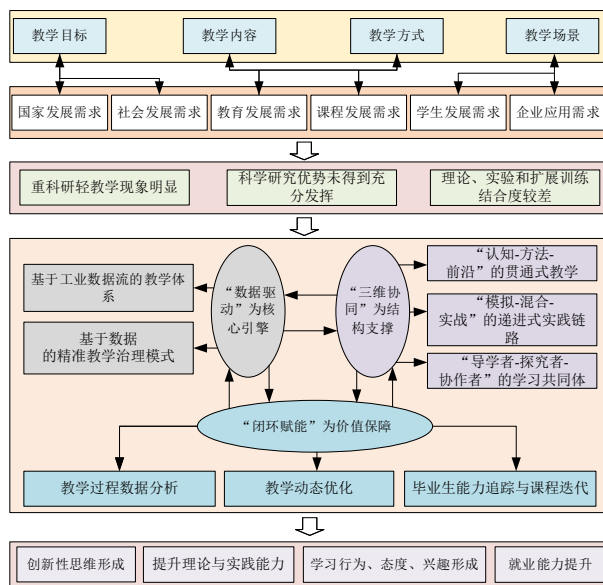 教学目标
教学内容
教学方式
教学场景
国家发展需求
社会发展需求
教育发展需求
课程发展需求
学生发展需求
企业应用需求
重科研轻教学现象明显
科学研究优势未得到充
分发挥
理论、实验和扩展训练
结合度较差
基于工业数据流的教学体
系
基于数据
的精准教学治理模式
“数据驱
动”为核
心引擎
“三维协
同”为结
构支撑
“认知-方法-
前沿”的贯通式教学
“模拟-混合-
实战”的递进式实践链
路
“导学者-探究者-
协作者”的学习共同体
“闭环赋能”为价值保障
教学过程数据分析
教学动态优化
毕业生能力追踪与课程迭代
创新性思维形成
提升理论与实践能力
学习行为、态度、兴趣形成
就业能力提升